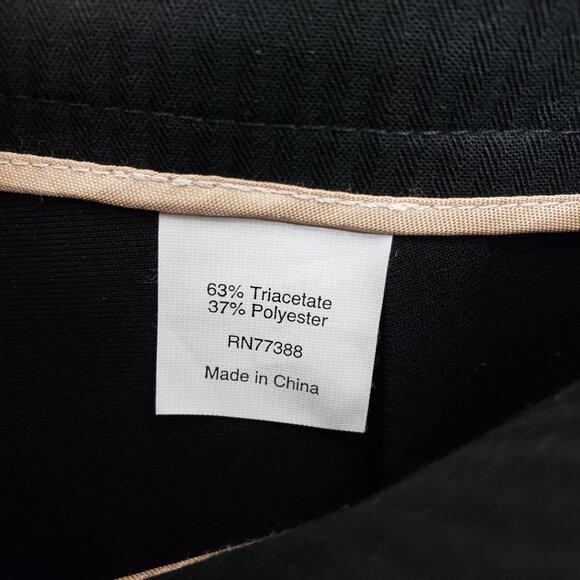 63% Triacetate
37% Polyester
RN77388
Made in China